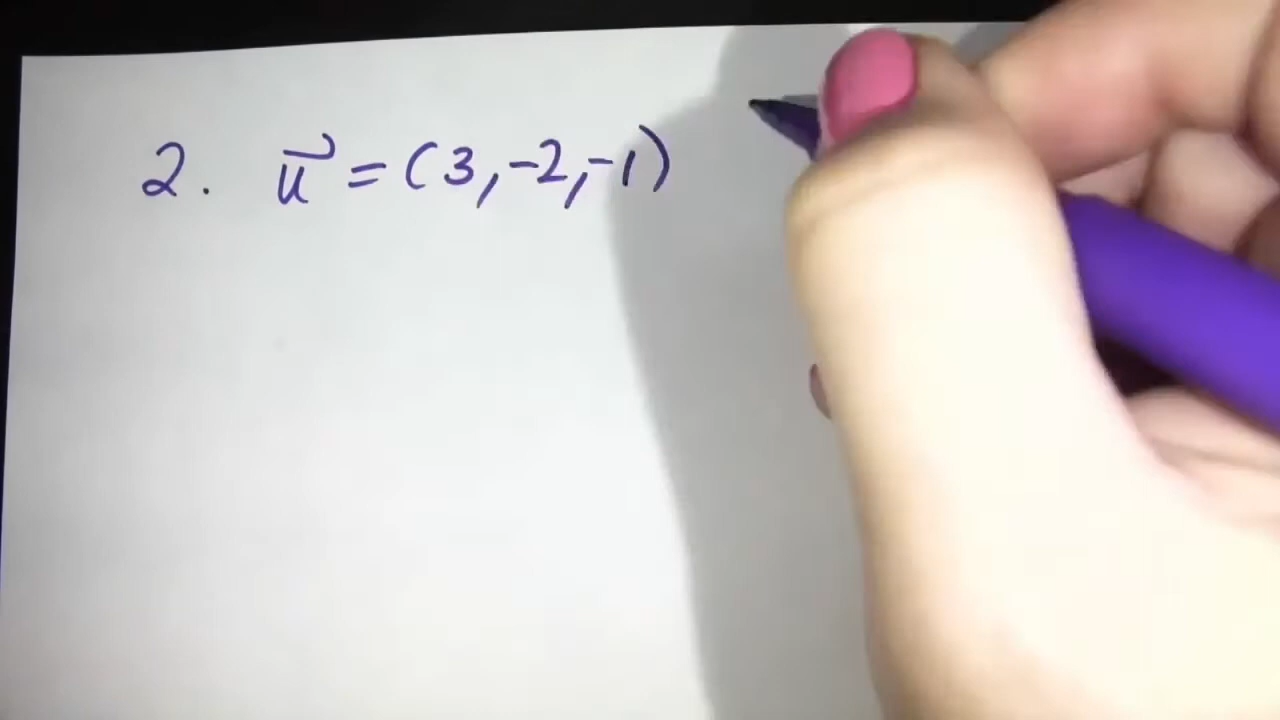 2. u⃗ = (3, -2, -1)